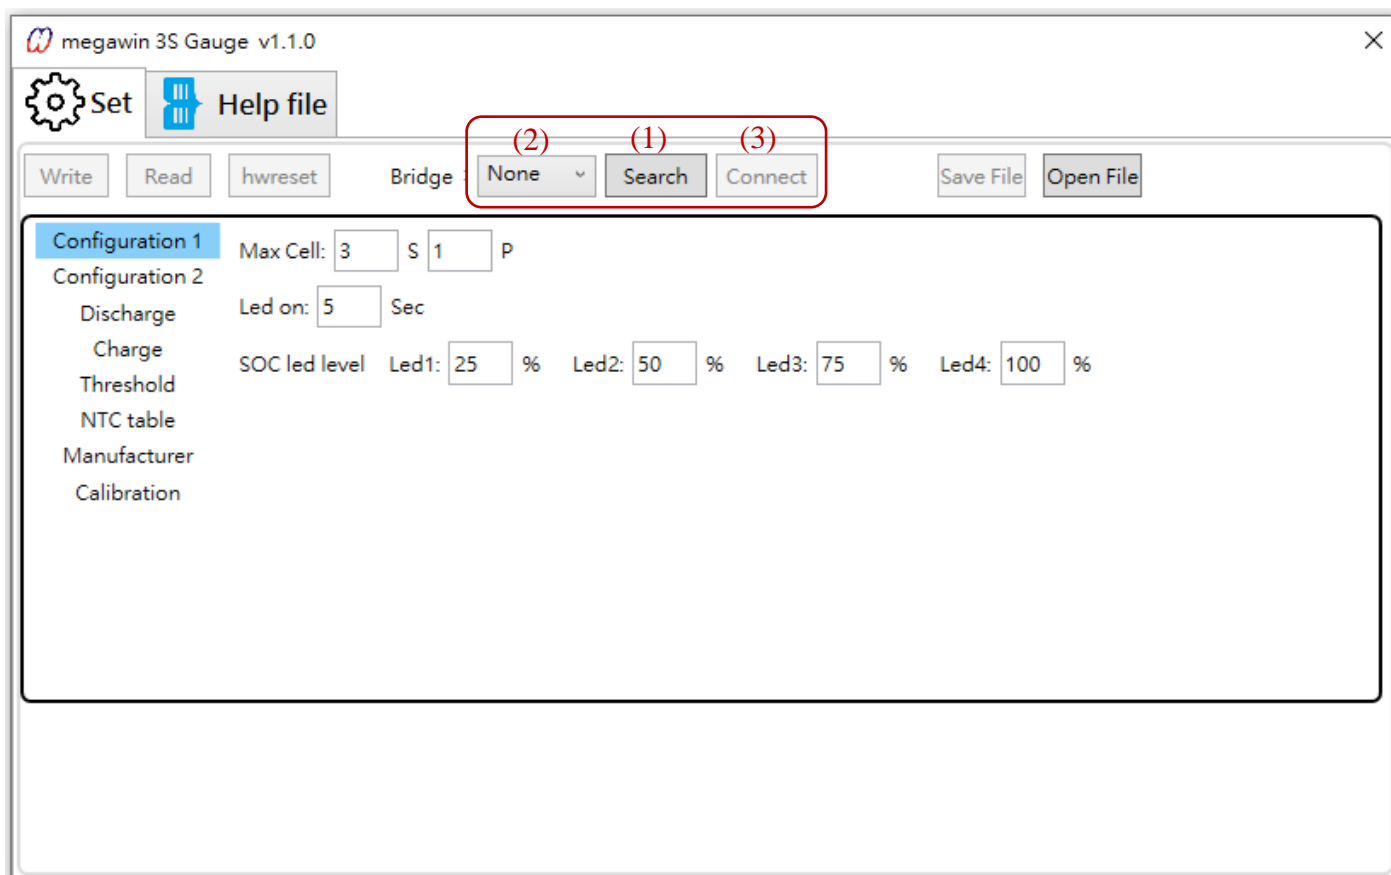 megawin 3S Gauge v1.1.0
Set Help file
(2) (1) (3)
Write Read hwreset Bridge : None Search Connect Save File Open File
Configuration 1
Configuration 2
Discharge
Charge
Threshold
NTC table
Manufacturer
Calibration
Max Cell: 3 S 1 P
Led on: 5 Sec
SOC led level Led1: 25 % Led2: 50 % Led3: 75 % Led4: 100 %